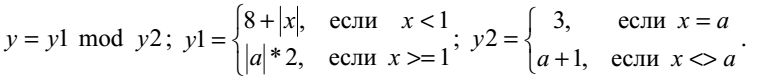 y = y1 mod y2; y1 = { 8 + |x|, если x < 1
|a| * 2, если x >= 1 ; y2 = { 3, если x = a
a + 1, если x <> a .